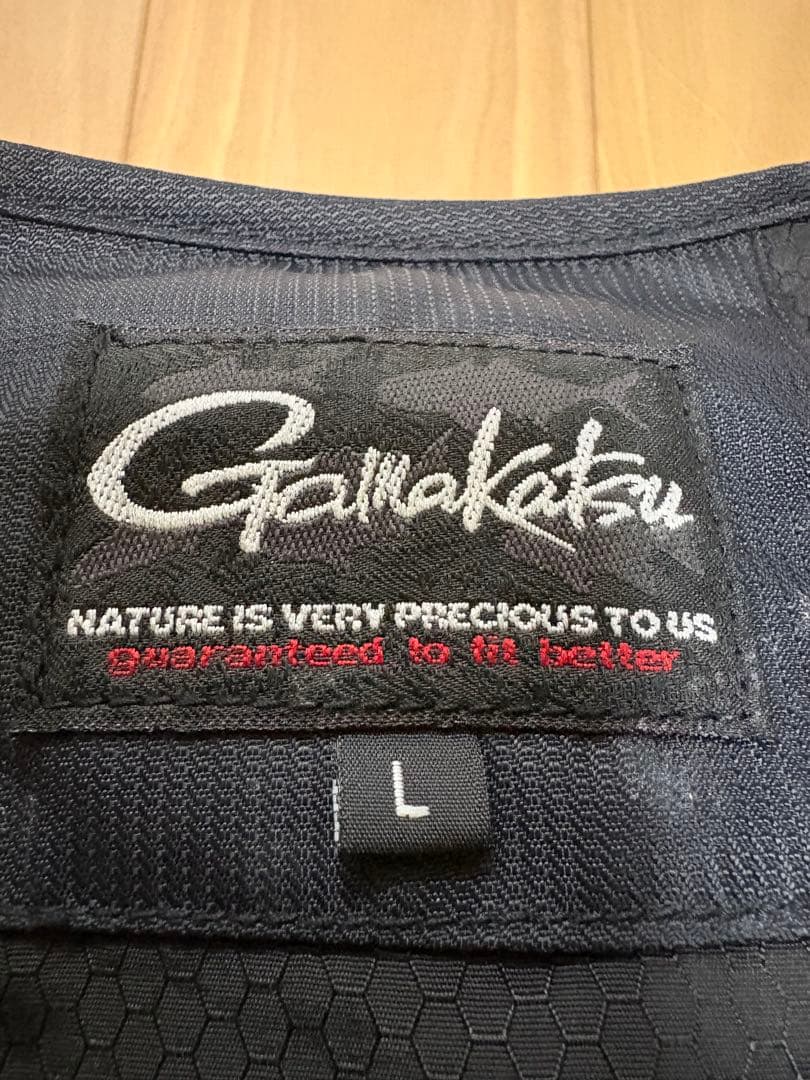 Gamakatsu
NATURE IS VERY PRECIOUS TO US
guaranteed to fit better
L